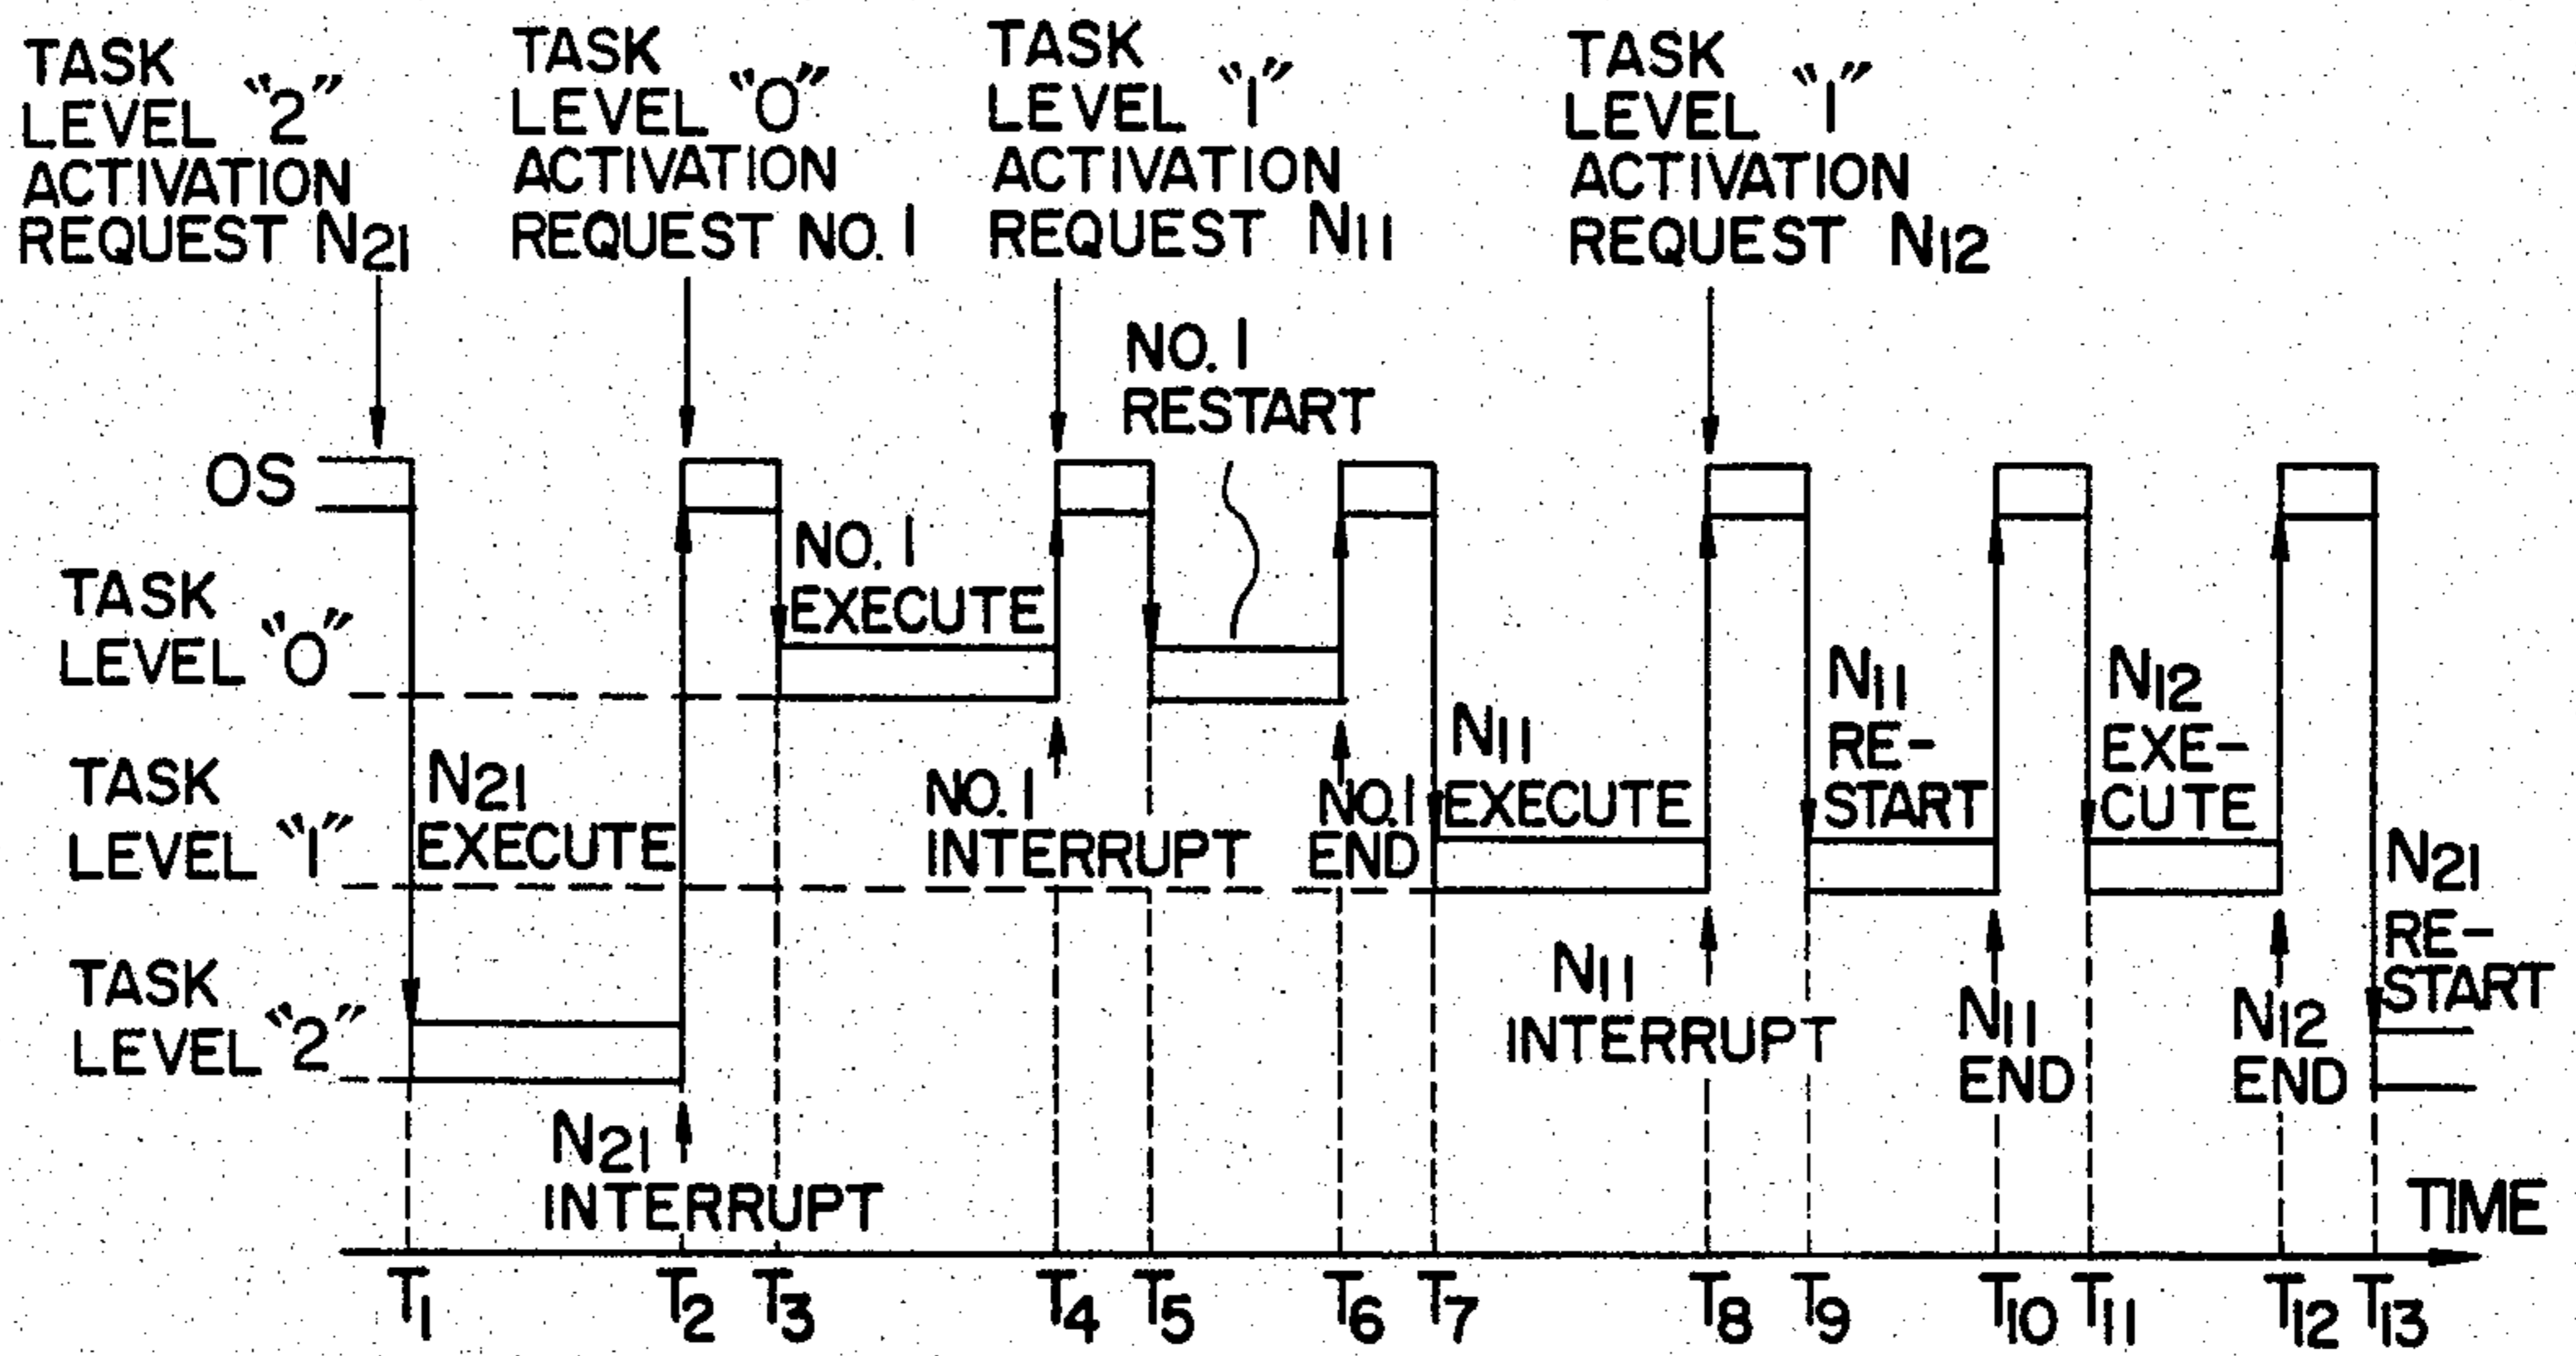 TASK
LEVEL "2"
ACTIVATION
REQUEST N21
TASK
LEVEL "0"
ACTIVATION
REQUEST NO. 1
TASK
LEVEL "1"
ACTIVATION
REQUEST N11
TASK
LEVEL "1"
ACTIVATION
REQUEST N12
NO. 1
RESTART
OS
NO. 1
EXECUTE
TASK
LEVEL "0"
N11
RE-
START
N12
EXE-
CUTE
N11
EXECUTE
TASK
LEVEL "1"
N21
EXECUTE
NO. 1
INTERRUPT
NO. 1
END
N21
RE-
START
TASK
LEVEL "2"
N11
INTERRUPT
N11
END
N12
END
N21
INTERRUPT
TIME
T1 T2 T3 T4 T5 T6 T7 T8 T9 T10 T11 T12 T13